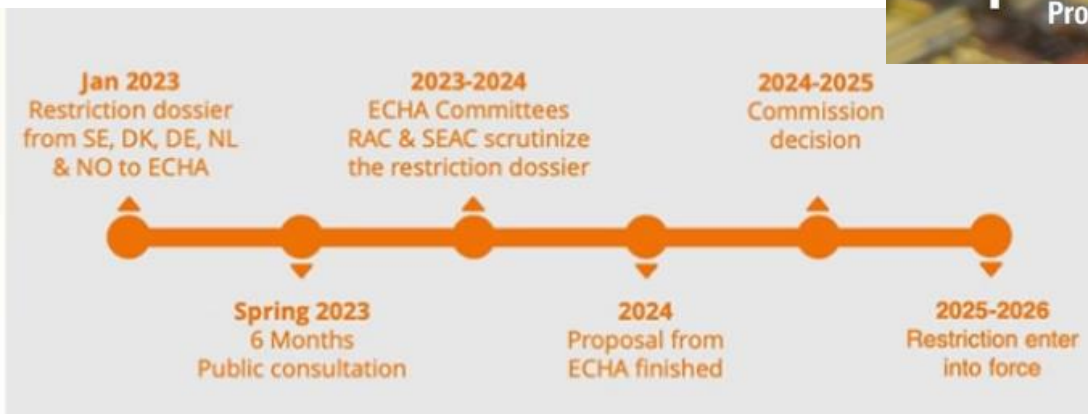 Pro
Jan 2023
Restriction dossier
from SE, DK, DE, NL
& NO to ECHA
Spring 2023
6 Months
Public consultation
2023-2024
ECHA Committees
RAC & SEAC scrutinize
the restriction dossier
2024
Proposal from
ECHA finished
2024-2025
Commission
decision
2025-2026
Restriction enter
into force